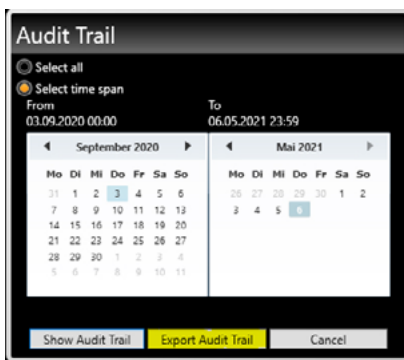 Audit Trail
Select all
Select time span
From To
03.09.2020 00:00 06.05.2021 23:59
September 2020 Mai 2021
Mo Di Mi Do Fr Sa So Mo Di Mi Do Fr Sa So
31 1 2 3 4 5 6 26 27 28 29 30 1 2
7 8 9 10 11 12 13 3 4 5 6
14 15 16 17 18 19 20
21 22 23 24 25 26 27
28 29 30 1 2 3 4
5 6 7 8 9 10 11
Show Audit Trail Export Audit Trail Cancel